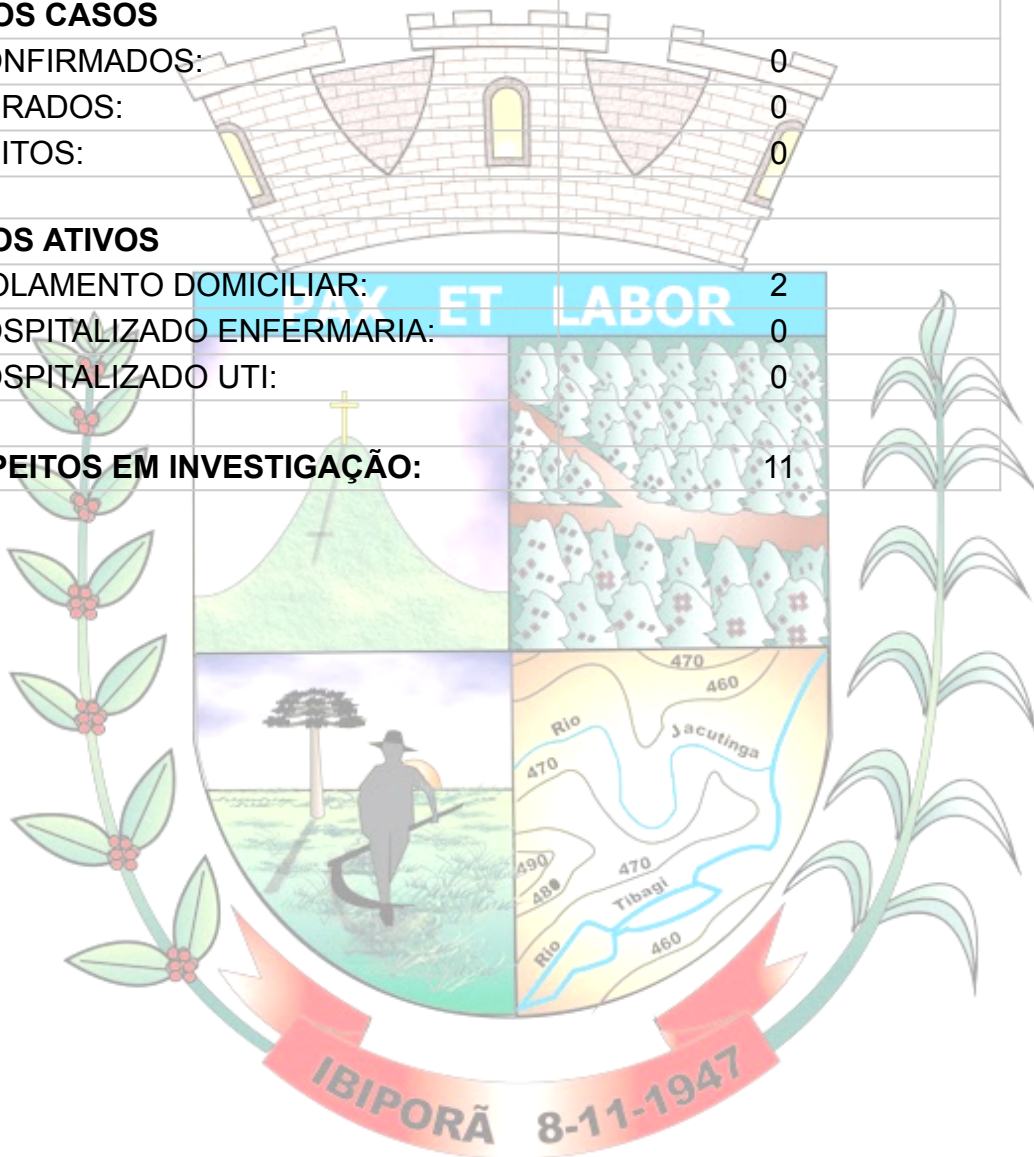 OS CASOS
ONFIRMADOS: 0
RADOS: 0
ITOS: 0
OS ATIVOS
OLAMENTO DOMICILIAR: 2
OSPITALIZADO ENFERMARIA: 0
OSPITALIZADO UTI: 0
PEITOS EM INVESTIGAÇÃO: 11
PAX ET LABOR
470
460
Rio Jacutinga
470
490
480
470
Rio Tibagi
460
IBIPORÃ 8-11-1947